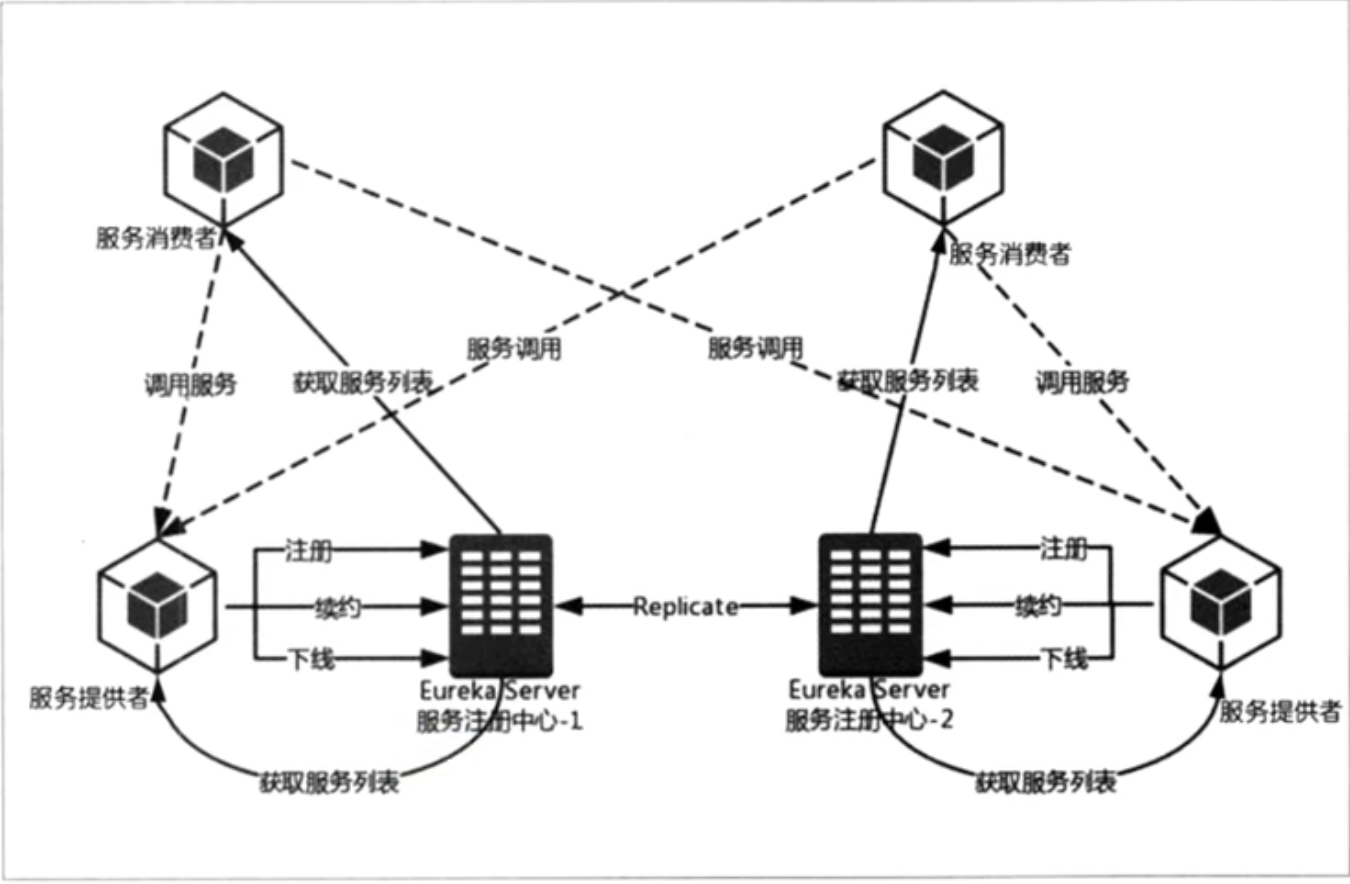 服务消费者
服务消费者
服务调用
服务调用
调用服务
获取服务列表
获取服务列表
调用服务
注册
注册
续约
Replicate
续约
下线
下线
Eureka Server
服务注册中心-1
Eureka Server
服务注册中心-2
服务提供者
服务提供者
获取服务列表
获取服务列表